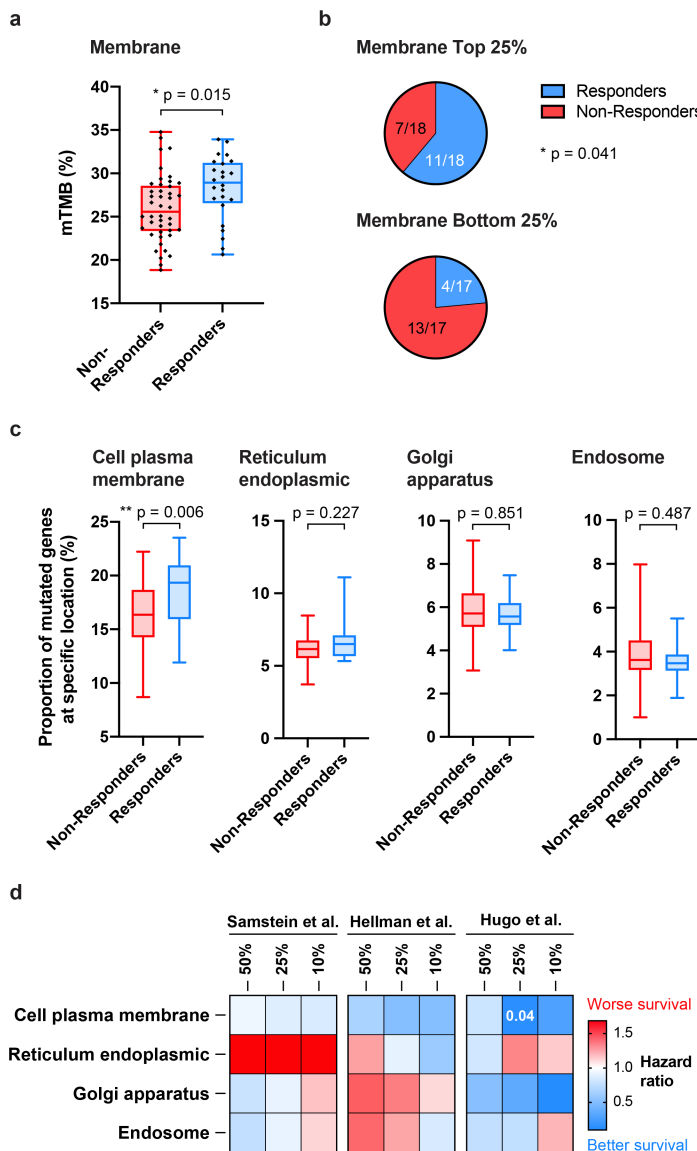 a
Membrane
* p = 0.015
mTMB (%)
40
35
30
25
20
15
Non-
Responders
Responders
b
Membrane Top 25%
7/18
11/18
Responders
Non-Responders
* p = 0.041
Membrane Bottom 25%
4/17
13/17
c
Proportion of mutated genes
at specific location (%)
Cell plasma
membrane
** p = 0.006
25
20
15
10
5
Non-Responders
Responders
Reticulum
endoplasmic
p = 0.227
15
10
5
0
Non-Responders
Responders
Golgi
apparatus
p = 0.851
10
8
6
4
2
0
Non-Responders
Responders
Endosome
p = 0.487
10
8
6
4
2
0
Non-Responders
Responders
d
Samstein et al.
Hellman et al.
Hugo et al.
50%
25%
10%
50%
25%
10%
50%
25%
10%
Cell plasma membrane
0.04
Reticulum endoplasmic
Golgi apparatus
Endosome
Worse survival
1.5
1.0
0.5
Hazard
ratio
Better survival